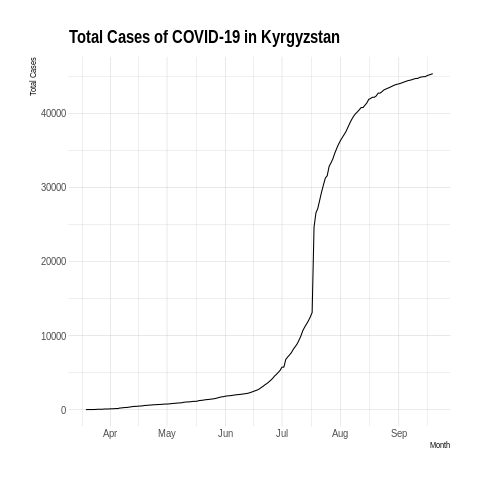 Total Cases of COVID-19 in Kyrgyzstan
Total Cases
40000
30000
20000
10000
0
Apr May Jun Jul Aug Sep
Month